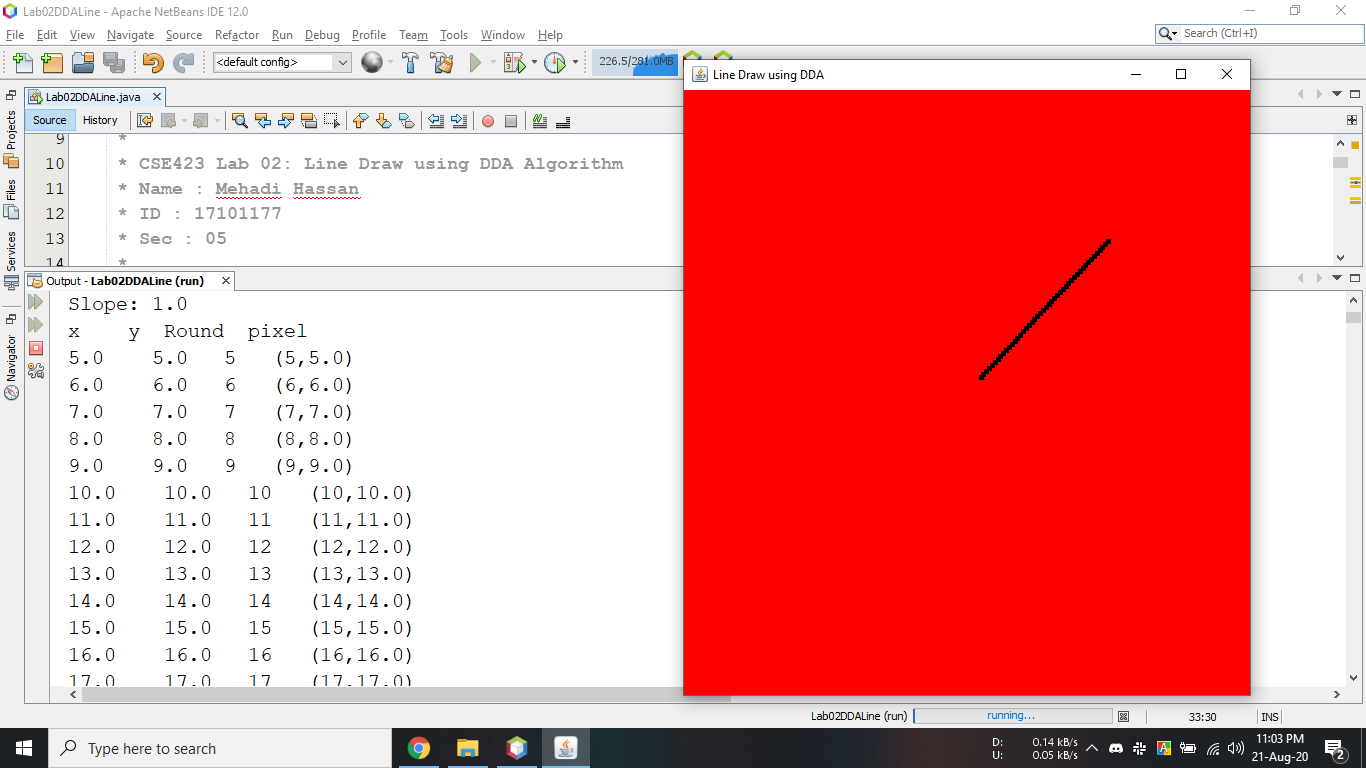 Lab02DDALine - Apache NetBeans IDE 12.0
File Edit View Navigate Source Refactor Run Debug Profile Team Tools Window Help
Search (Ctrl+I)
<default config>
226.5/281.0MB
Line Draw using DDA
Lab02DDALine.java
Source History
Projects
Files
Services
Navigator
9 *
10 * CSE423 Lab 02: Line Draw using DDA Algorithm
11 * Name : Mehadi Hassan
12 * ID : 17101177
13 * Sec : 05
14 *
Output - Lab02DDALine (run)
Slope: 1.0
x y Round pixel
5.0 5.0 5 (5,5.0)
6.0 6.0 6 (6,6.0)
7.0 7.0 7 (7,7.0)
8.0 8.0 8 (8,8.0)
9.0 9.0 9 (9,9.0)
10.0 10.0 10 (10,10.0)
11.0 11.0 11 (11,11.0)
12.0 12.0 12 (12,12.0)
13.0 13.0 13 (13,13.0)
14.0 14.0 14 (14,14.0)
15.0 15.0 15 (15,15.0)
16.0 16.0 16 (16,16.0)
17.0 17.0 17 (17,17.0)
Lab02DDALine (run) running... 33:30 INS
Type here to search
D: 0.14 kB/s
U: 0.05 kB/s
11:03 PM
21-Aug-20
2